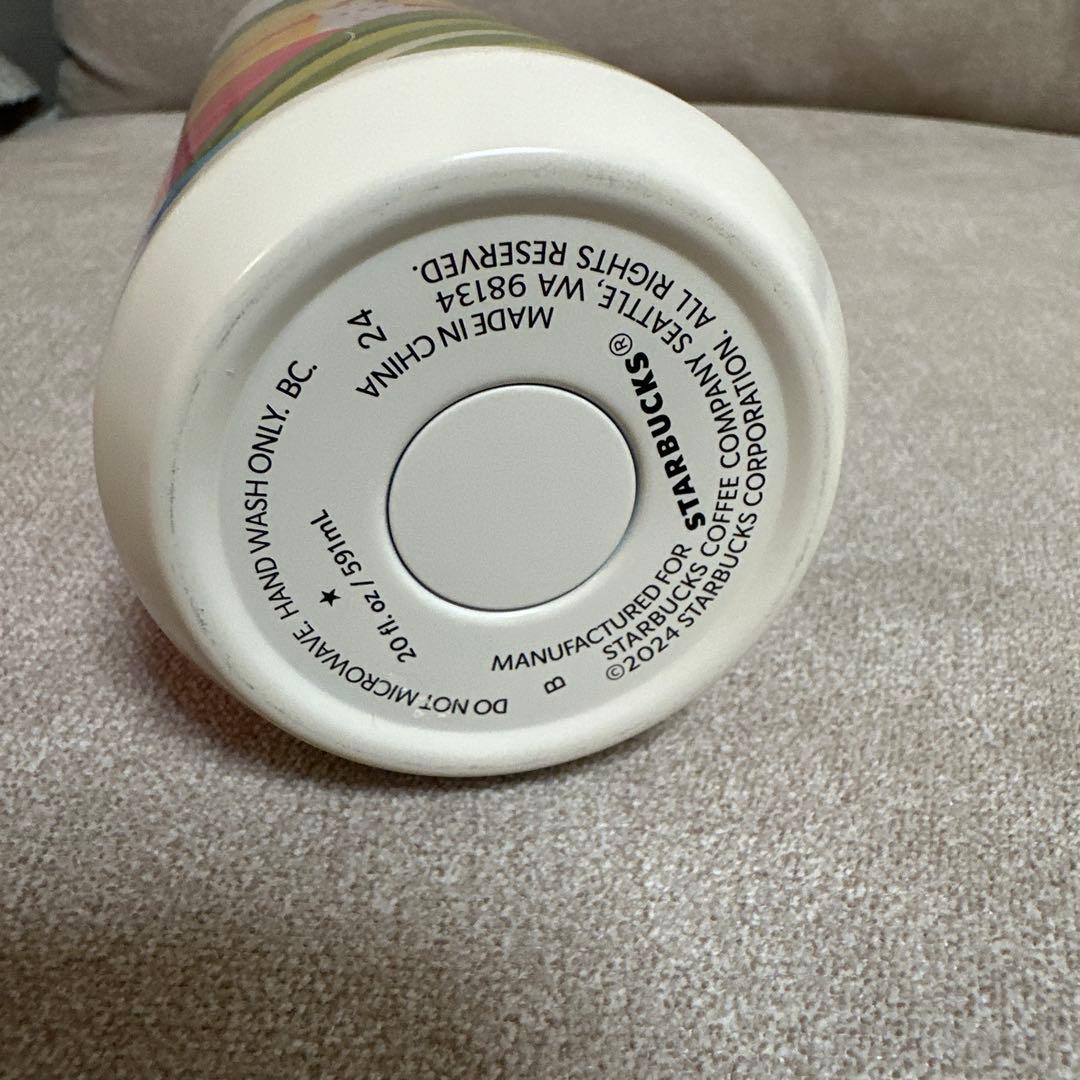 STARBUCKS®
MANUFACTURED FOR
STARBUCKS COFFEE COMPANY SEATTLE, WA 98134
©2024 STARBUCKS CORPORATION. ALL RIGHTS RESERVED.
MADE IN CHINA
24
DO NOT MICROWAVE. HAND WASH ONLY. BC.
★
20 fl. oz / 591mL
B